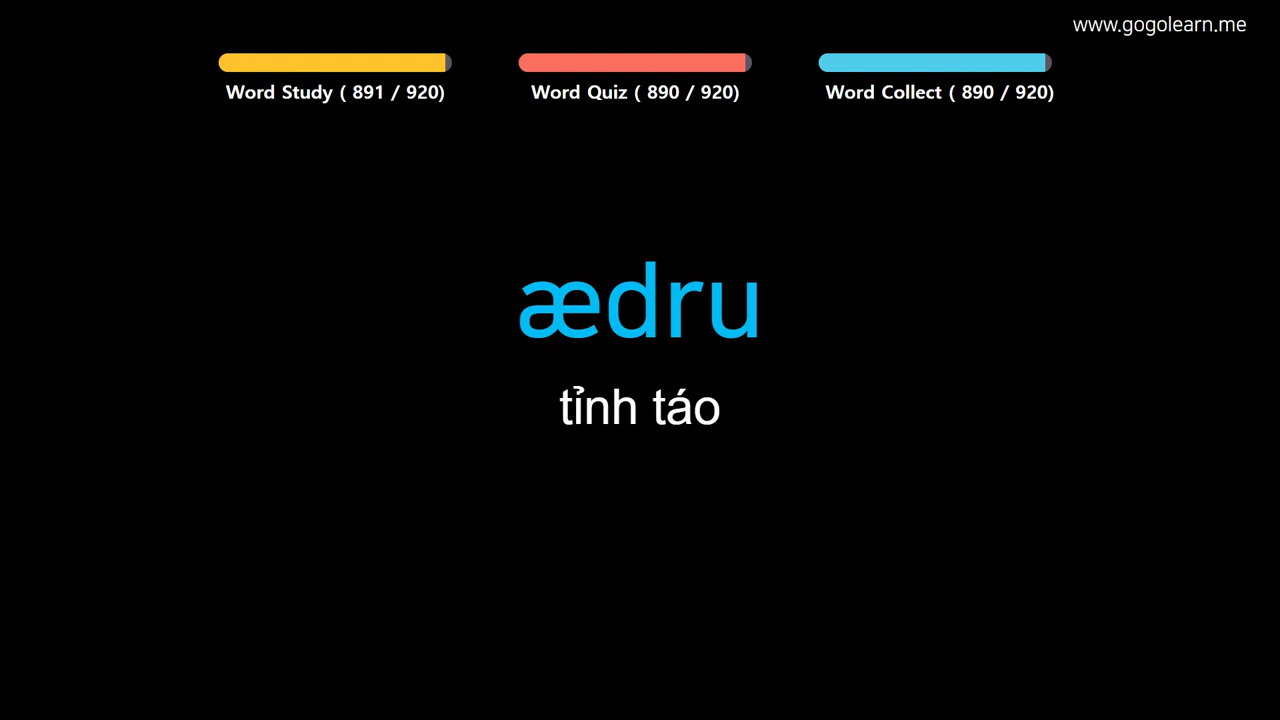 www.gogolearn.me
Word Study ( 891 / 920)
Word Quiz ( 890 / 920)
Word Collect ( 890 / 920)
ædru
tỉnh táo